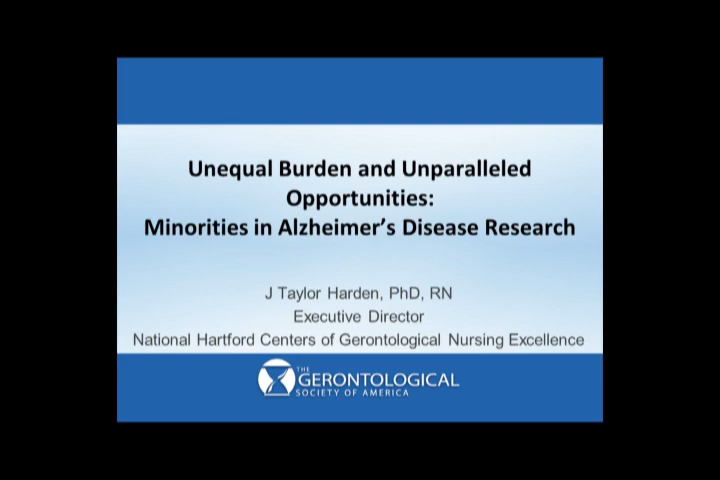 Unequal Burden and Unparalleled
Opportunities:
Minorities in Alzheimer's Disease Research
J Taylor Harden, PhD, RN
Executive Director
National Hartford Centers of Gerontological Nursing Excellence
THE
GERONTOLOGICAL
SOCIETY OF AMERICA